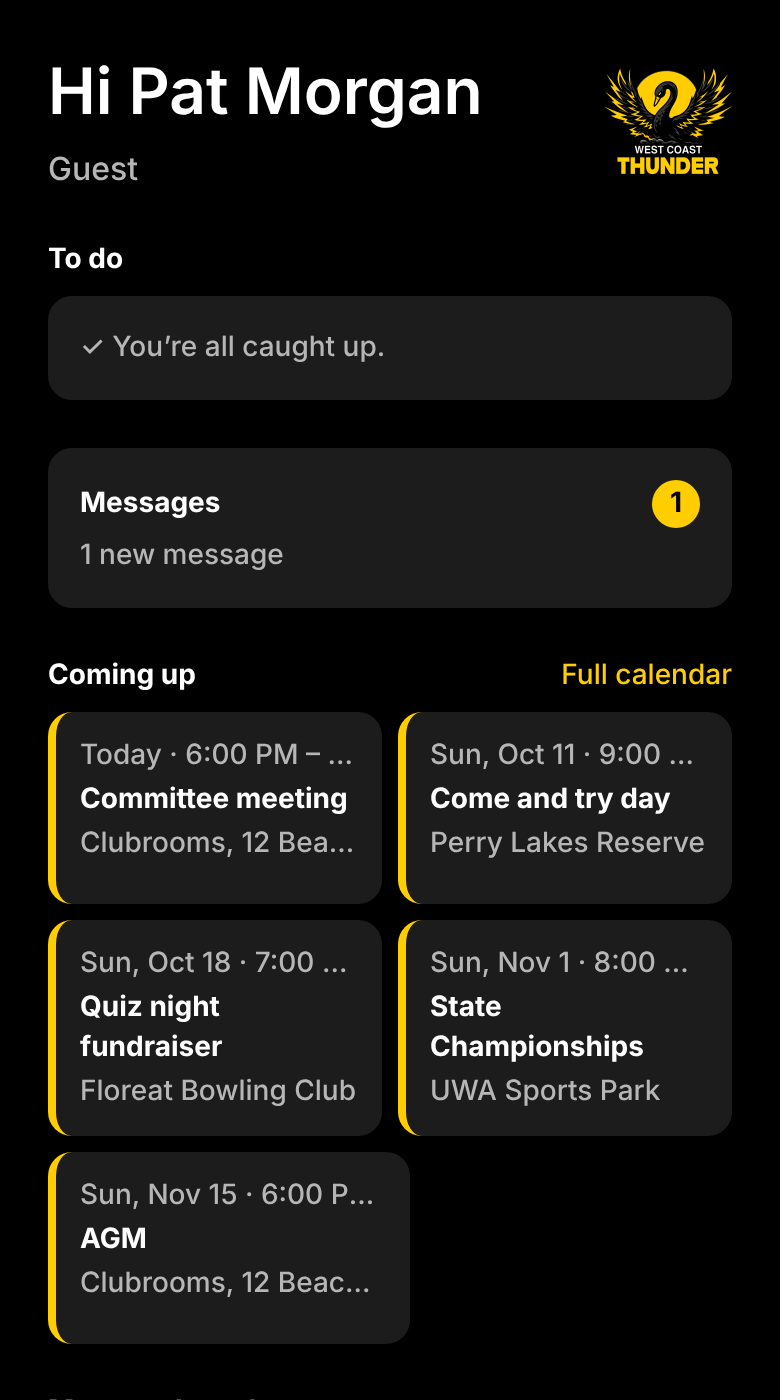 Hi Pat Morgan
Guest
WEST COAST
THUNDER
To do
✓ You’re all caught up.
Messages
1
1 new message
Coming up
Full calendar
Today · 6:00 PM – ...
Committee meeting
Clubrooms, 12 Bea...
Sun, Oct 11 · 9:00 ...
Come and try day
Perry Lakes Reserve
Sun, Oct 18 · 7:00 ...
Quiz night
fundraiser
Floreat Bowling Club
Sun, Nov 1 · 8:00 ...
State
Championships
UWA Sports Park
Sun, Nov 15 · 6:00 P...
AGM
Clubrooms, 12 Beac...